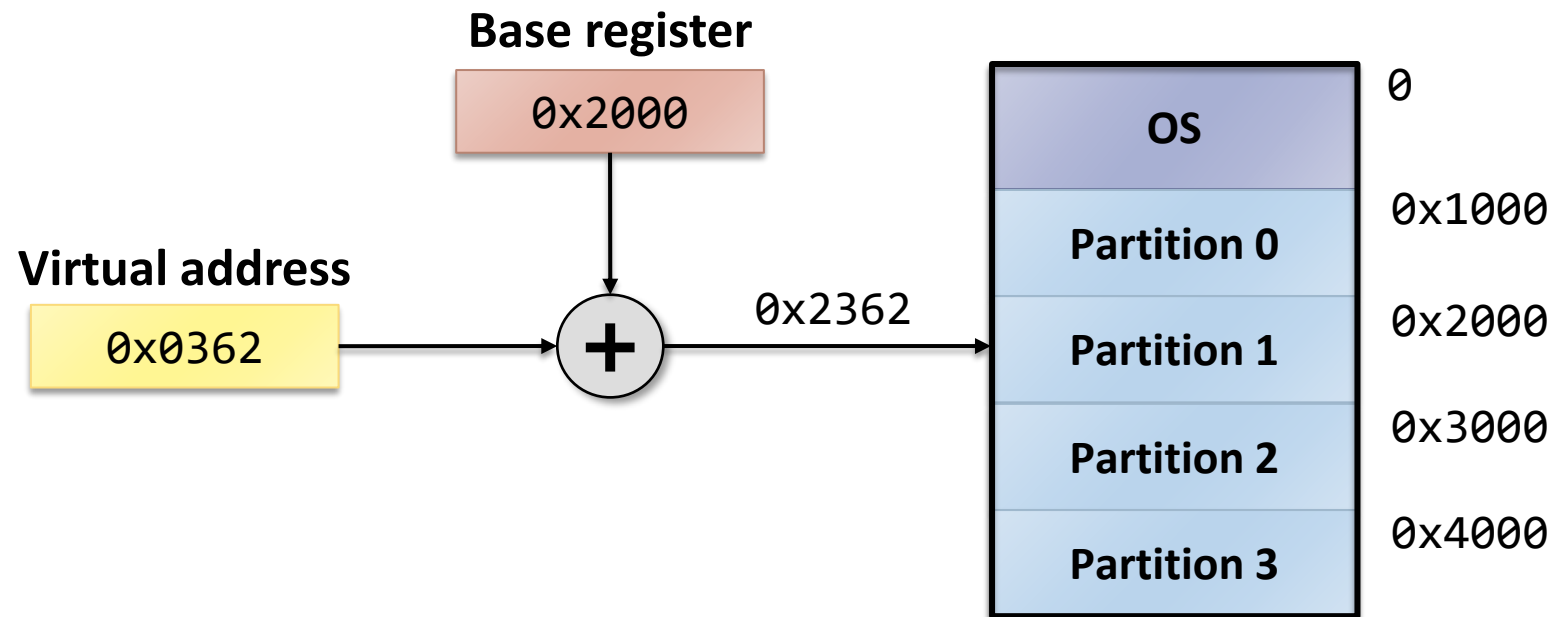 Base register
0x2000
Virtual address
0x0362
+
0x2362
OS
Partition 0
Partition 1
Partition 2
Partition 3
0
0x1000
0x2000
0x3000
0x4000